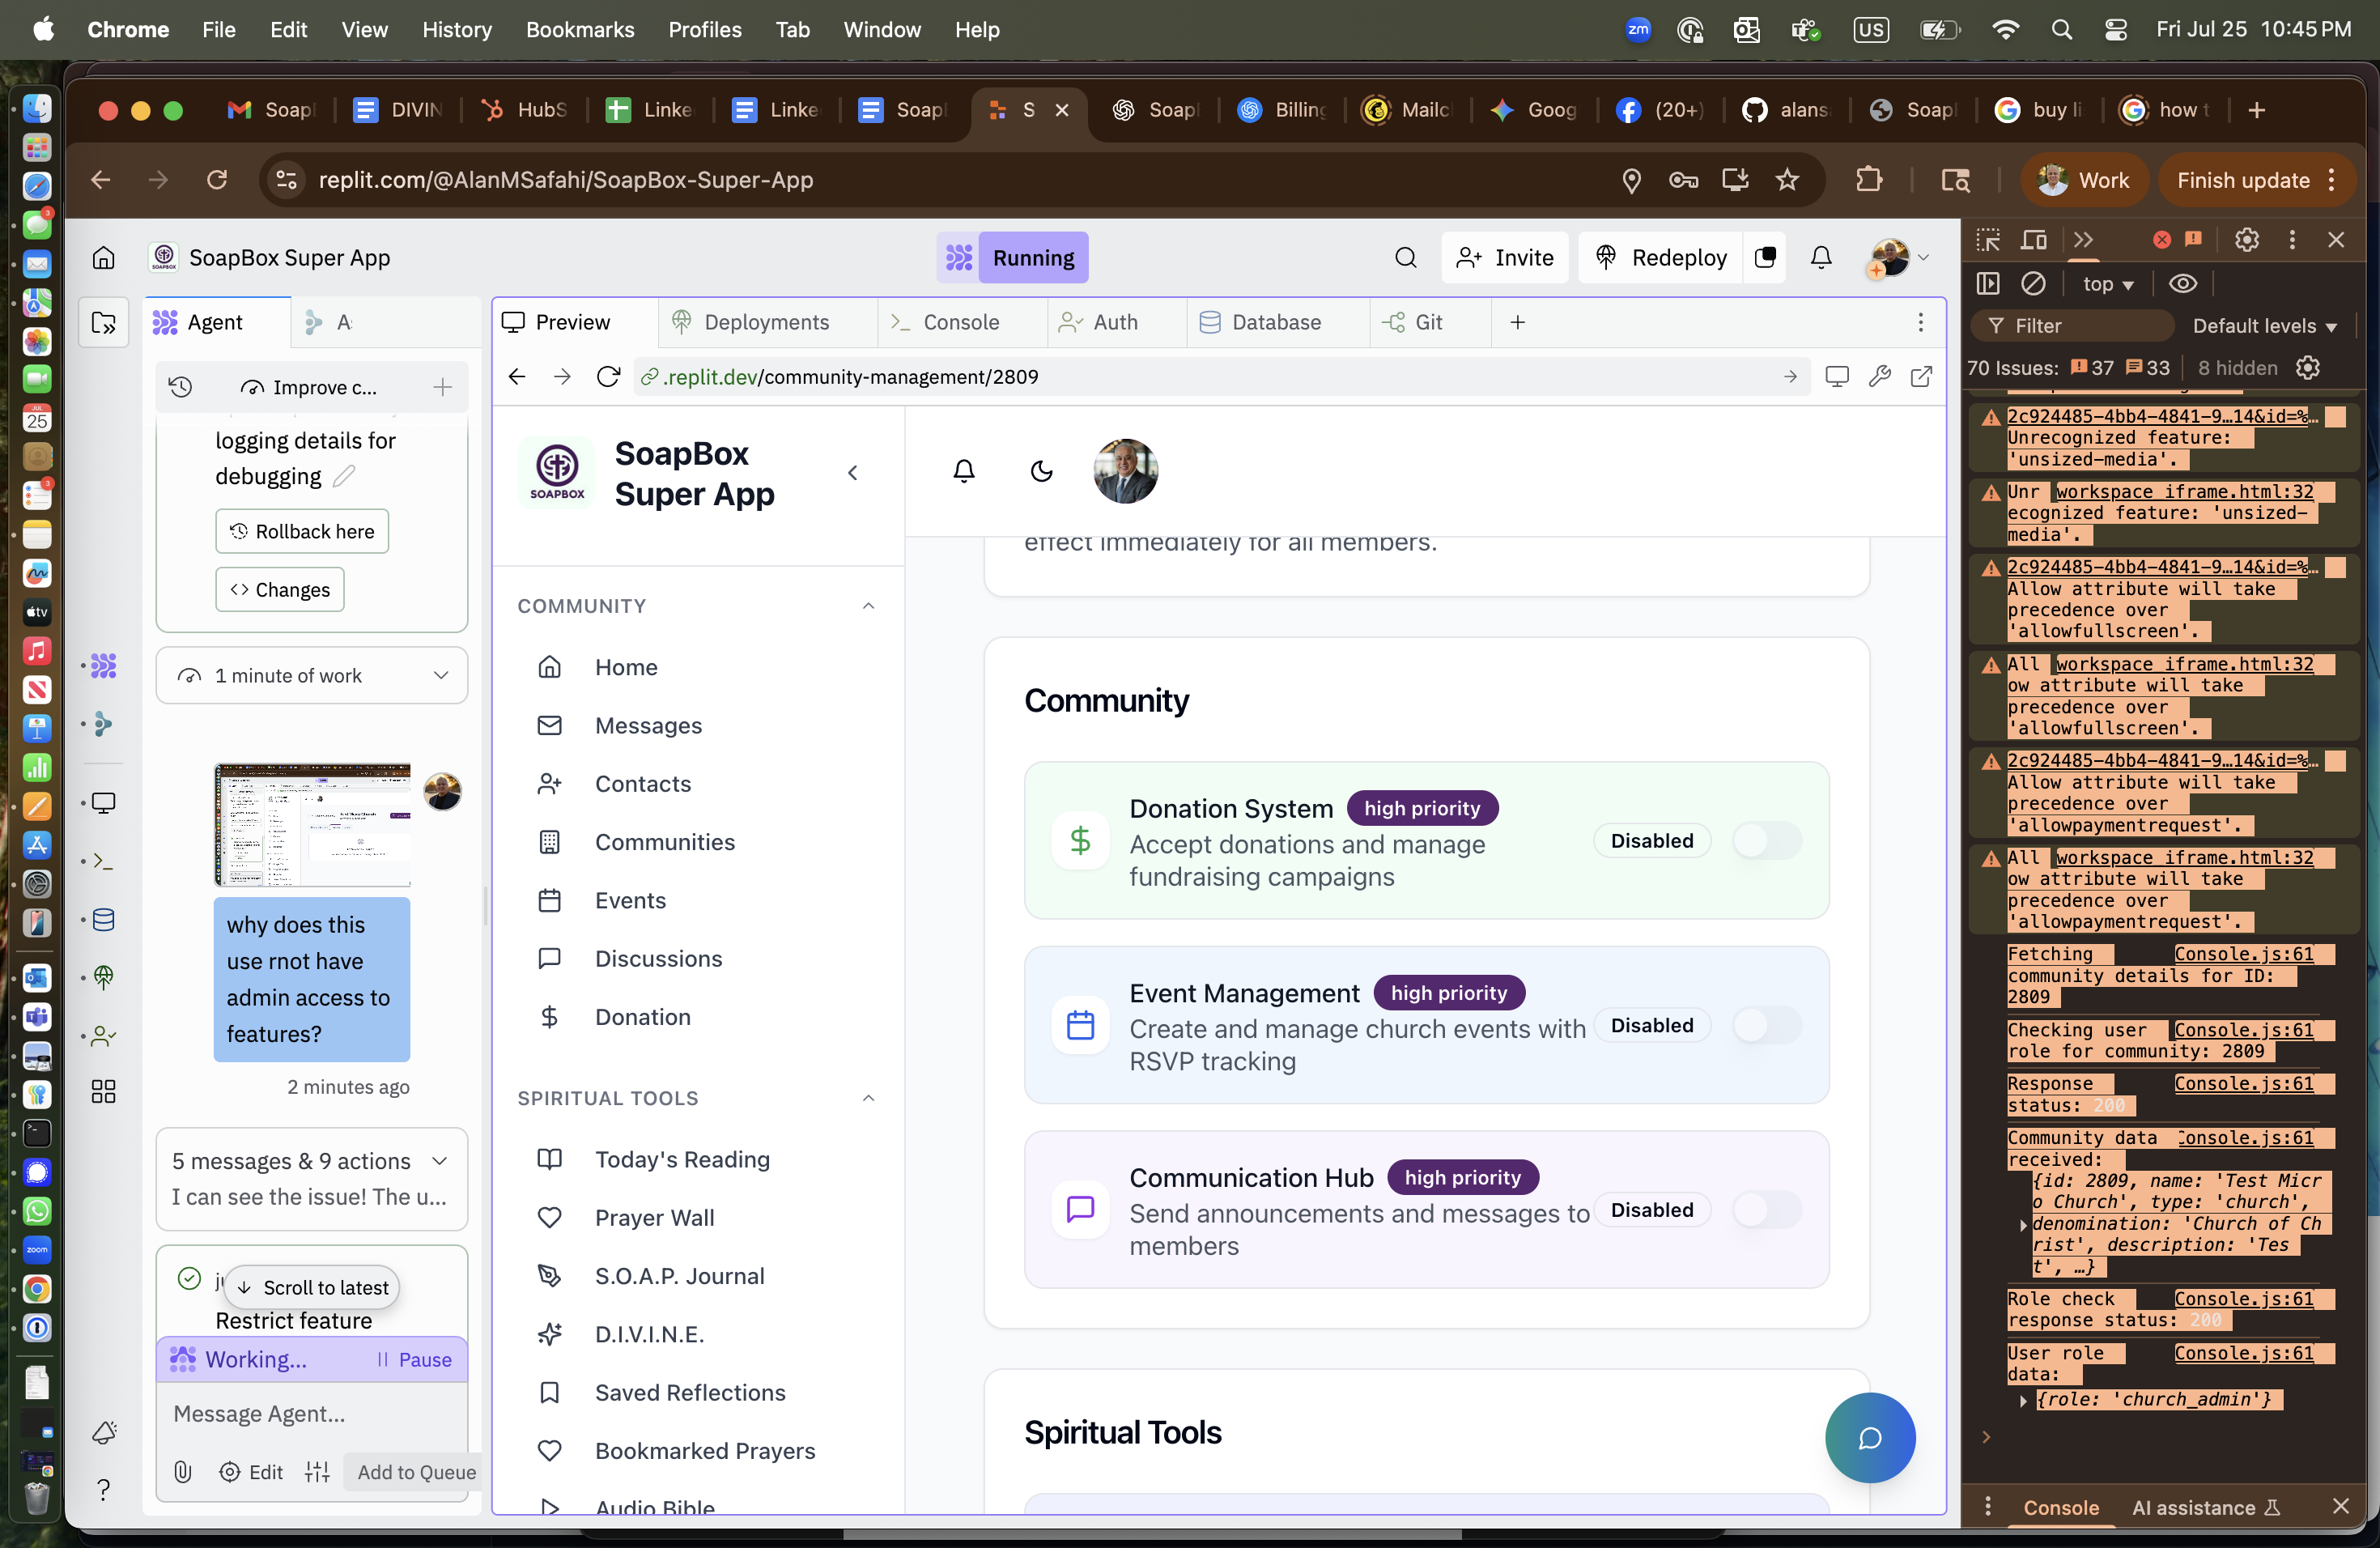 Chrome File Edit View History Bookmarks Profiles Tab Window Help
zm US Fri Jul 25 10:45 PM
Soapl DIVIN HubS Linke Linke Soapl S Soapl Billing Mailc Goog (20+) alans Soapl buy li how t
replit.com/@AlanMSafahi/SoapBox-Super-App
Work Finish update
SoapBox Super App
Running
Invite Redeploy
Agent
Preview Deployments Console Auth Database Git
Improve c...
.replit.dev/community-management/2809
logging details for
debugging
Rollback here
Changes
1 minute of work
why does this
use rnot have
admin access to
features?
2 minutes ago
5 messages & 9 actions
I can see the issue! The u...
Scroll to latest
Restrict feature
Working...
Pause
Message Agent...
Edit
Add to Queue
SOAPBOX
SoapBox
Super App
COMMUNITY
Home
Messages
Contacts
Communities
Events
Discussions
Donation
SPIRITUAL TOOLS
Today's Reading
Prayer Wall
S.O.A.P. Journal
D.I.V.I.N.E.
Saved Reflections
Bookmarked Prayers
Audio Bible
effect immediately for all members.
Community
Donation System high priority
Accept donations and manage
fundraising campaigns
Disabled
Event Management high priority
Create and manage church events with
RSVP tracking
Disabled
Communication Hub high priority
Send announcements and messages to
members
Disabled
Spiritual Tools
top
Filter
Default levels
70 Issues: 37 33 8 hidden
2c924485-4bb4-4841-9…14&id=%…
Unrecognized feature:
'unsized-media'.
Unr workspace_iframe.html:32
ecognized feature: 'unsized-
media'.
2c924485-4bb4-4841-9…14&id=%…
Allow attribute will take
precedence over
'allowfullscreen'.
All workspace_iframe.html:32
ow attribute will take
precedence over
'allowfullscreen'.
2c924485-4bb4-4841-9…14&id=%…
Allow attribute will take
precedence over
'allowpaymentrequest'.
All workspace_iframe.html:32
ow attribute will take
precedence over
'allowpaymentrequest'.
Fetching Console.js:61
community details for ID:
2809
Checking user Console.js:61
role for community: 2809
Response Console.js:61
status: 200
Community data Console.js:61
received:
{id: 2809, name: 'Test Micr
o Church', type: 'church',
denomination: 'Church of Ch
rist', description: 'Tes
t', …}
Role check Console.js:61
response status: 200
User role Console.js:61
data:
{role: 'church_admin'}
Console AI assistance